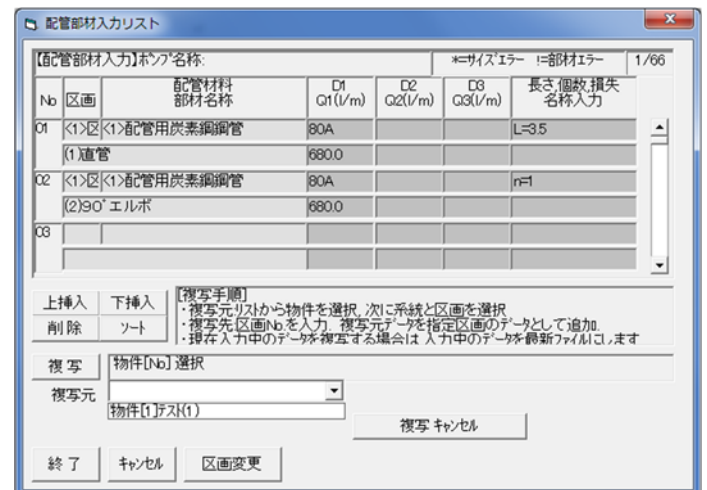 配管部材入力リスト
【配管部材入力】ポンプ名称: *=サイズエラー !=部材エラー 1/66
No 区画 配管材料 部材名称 D1 Q1(l/m) D2 Q2(l/m) D3 Q3(l/m) 長さ,個数,損失 名称入力
01 <1>区 <1>配管用炭素鋼鋼管 80A L=3.5
(1)直管 680.0
02 <1>区 <1>配管用炭素鋼鋼管 80A n=1
(2)90ﾟエルボ 680.0
03
上挿入 下挿入
削除 ソート
[複写手順]
・複写元リストから物件を選択, 次に系統と区画を選択
・複写先区画No.を入力. 複写元データを指定区画のデータとして追加.
・現在入力中のデータを複写する場合は 入力中のデータを最新ファイルにします
複写 物件[No] 選択
複写元
物件[1]テスト(1)
複写 キャンセル
終了 キャンセル 区画変更